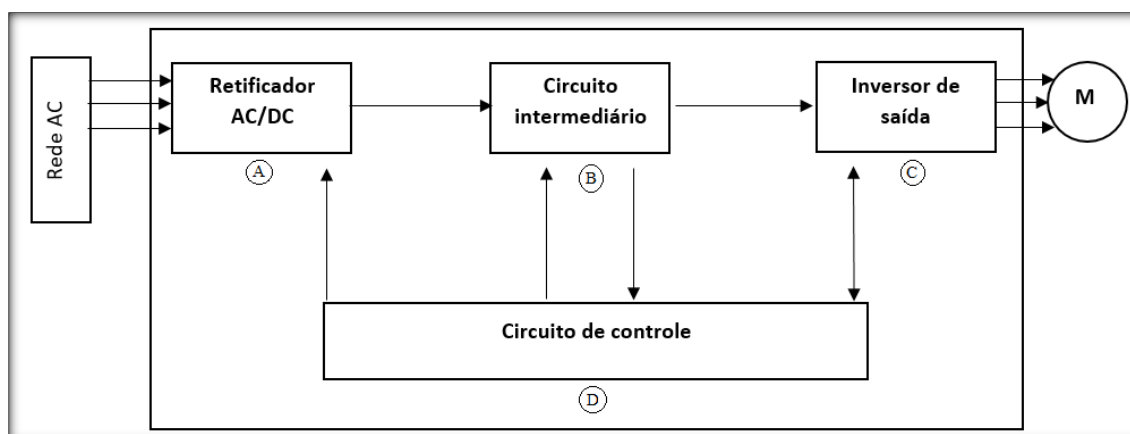 Rede AC
Retificador
AC/DC
A
Circuito
intermediário
B
Inversor de
saída
C
M
Circuito de controle
D